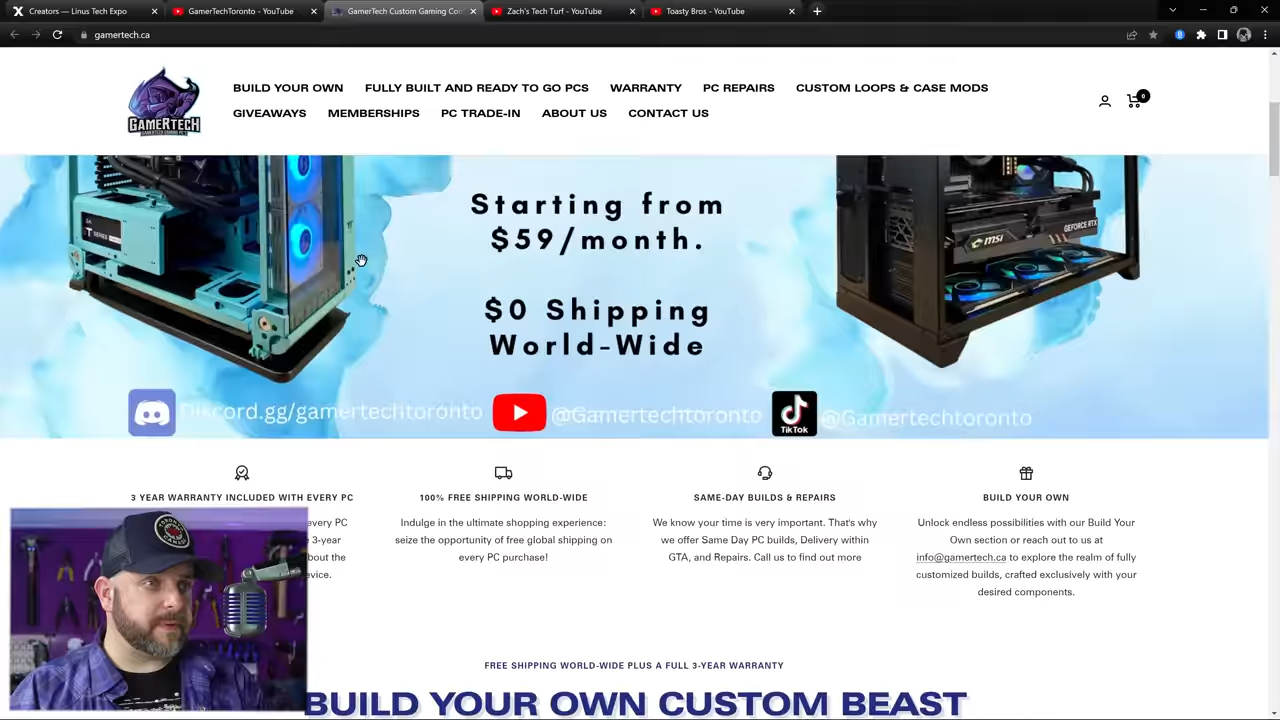 Creators — Linus Tech Expo
GamerTechToronto - YouTube
GamerTech Custom Gaming Co
Zach's Tech Turf - YouTube
Toasty Bros - YouTube
gamertech.ca
GAMERTECH
BUILD YOUR OWN
FULLY BUILT AND READY TO GO PCS
WARRANTY
PC REPAIRS
CUSTOM LOOPS & CASE MODS
GIVEAWAYS
MEMBERSHIPS
PC TRADE-IN
ABOUT US
CONTACT US
0
Starting from
$59/month.
$0 Shipping
World-Wide
msi
GEFORCE RTX
Diskord.gg/gamertechtoronto
@Gamertechtoronto
TikTok
@Gamertechtoronto
3 YEAR WARRANTY INCLUDED WITH EVERY PC
every PC
3-year
bout the
evice.
100% FREE SHIPPING WORLD-WIDE
Indulge in the ultimate shopping experience:
seize the opportunity of free global shipping on
every PC purchase!
SAME-DAY BUILDS & REPAIRS
We know your time is very important. That's why
we offer Same Day PC builds, Delivery within
GTA, and Repairs. Call us to find out more
BUILD YOUR OWN
Unlock endless possibilities with our Build Your
Own section or reach out to us at
info@gamertech.ca to explore the realm of fully
customized builds, crafted exclusively with your
desired components.
FREE SHIPPING WORLD-WIDE PLUS A FULL 3-YEAR WARRANTY
BUILD YOUR OWN CUSTOM BEAST